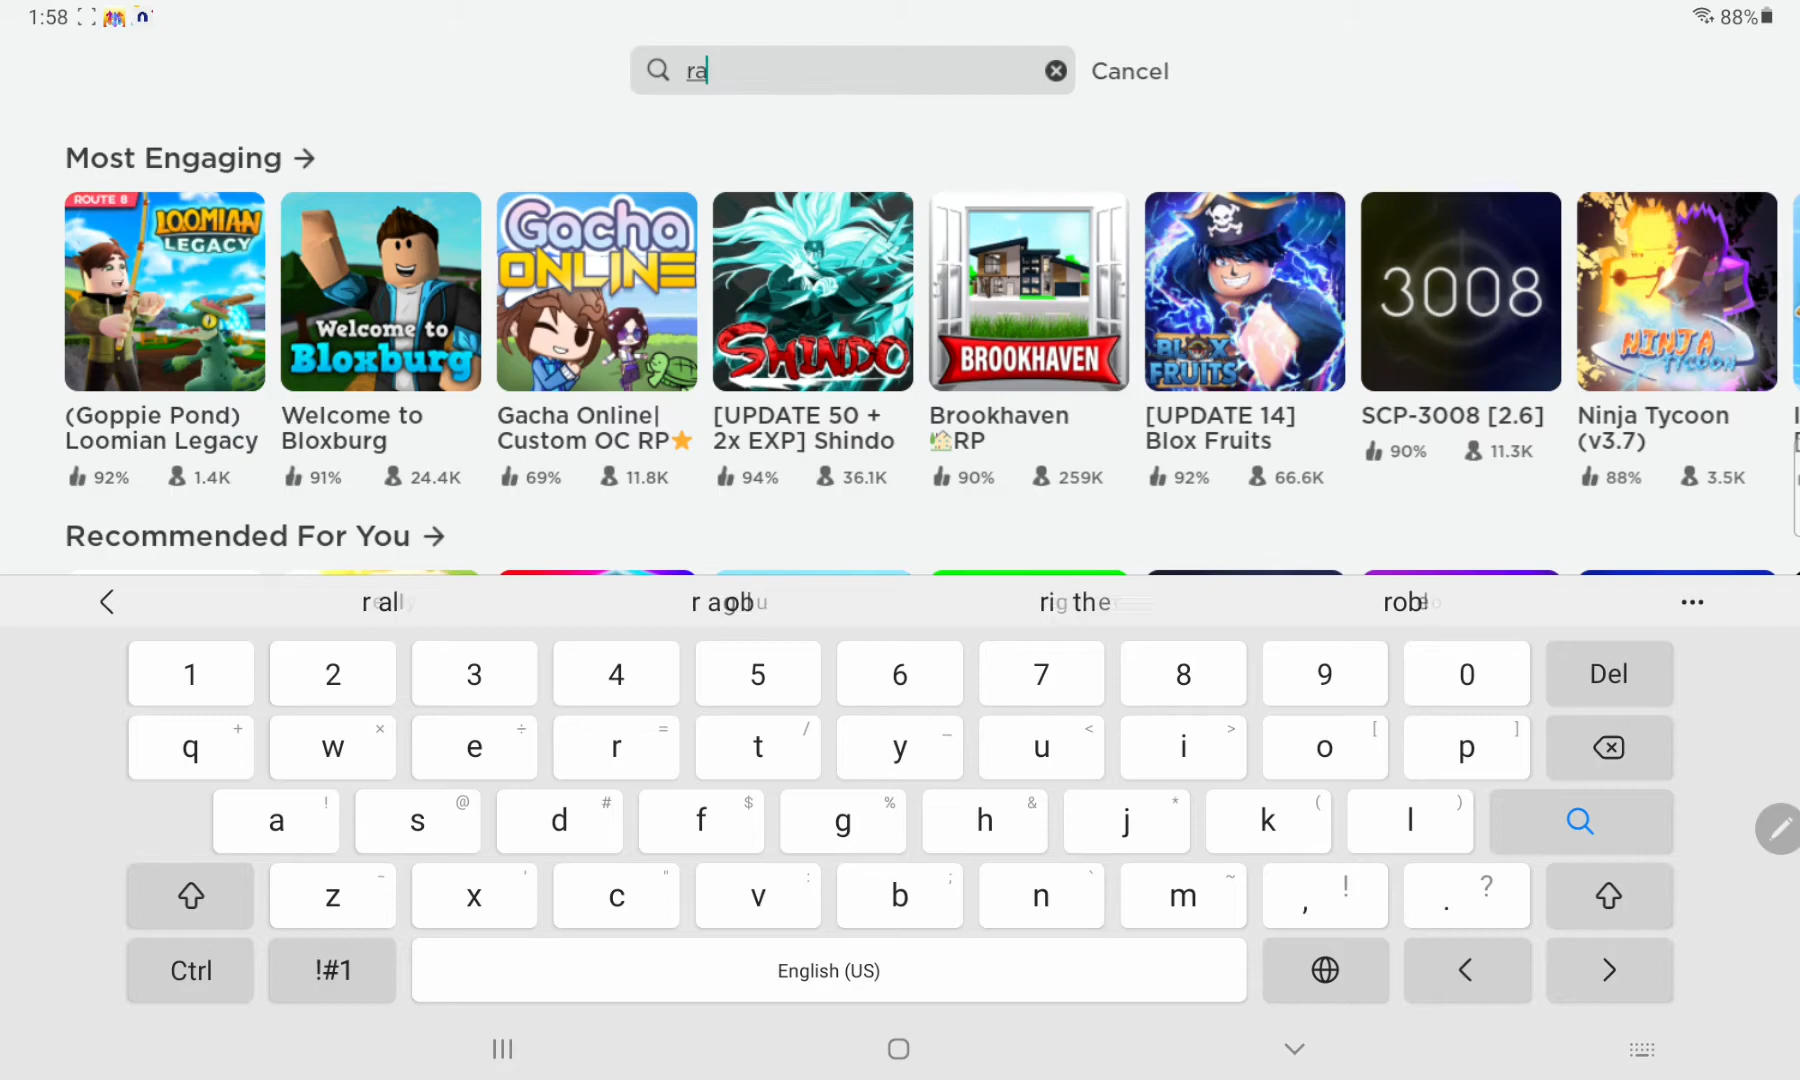 1:58
88%
ra
Cancel
Most Engaging →
ROUTE 8
LOOMIAN
LEGACY
Welcome to
Bloxburg
Gacha
ONLINE
SHINDO
BROOKHAVEN
BLOX
FRUITS
3008
NINJA
TYCOON
(Goppie Pond)
Loomian Legacy
92% 1.4K
Welcome to
Bloxburg
91% 24.4K
Gacha Online|
Custom OC RP⭐
69% 11.8K
[UPDATE 50 +
2x EXP] Shindo
94% 36.1K
Brookhaven
🏡RP
90% 259K
[UPDATE 14]
Blox Fruits
92% 66.6K
SCP-3008 [2.6]
90% 11.3K
Ninja Tycoon
(v3.7)
88% 3.5K
Recommended For You →
1 2 3 4 5 6 7 8 9 0 Del
q + w × e ÷ r = t / y _ u < i > o [ p ]
a ! s @ d # f $ g % h & j * k ( l )
z - x ' c " v : b ; n ` m ~ , ! . ?
Ctrl !#1 English (US) < >